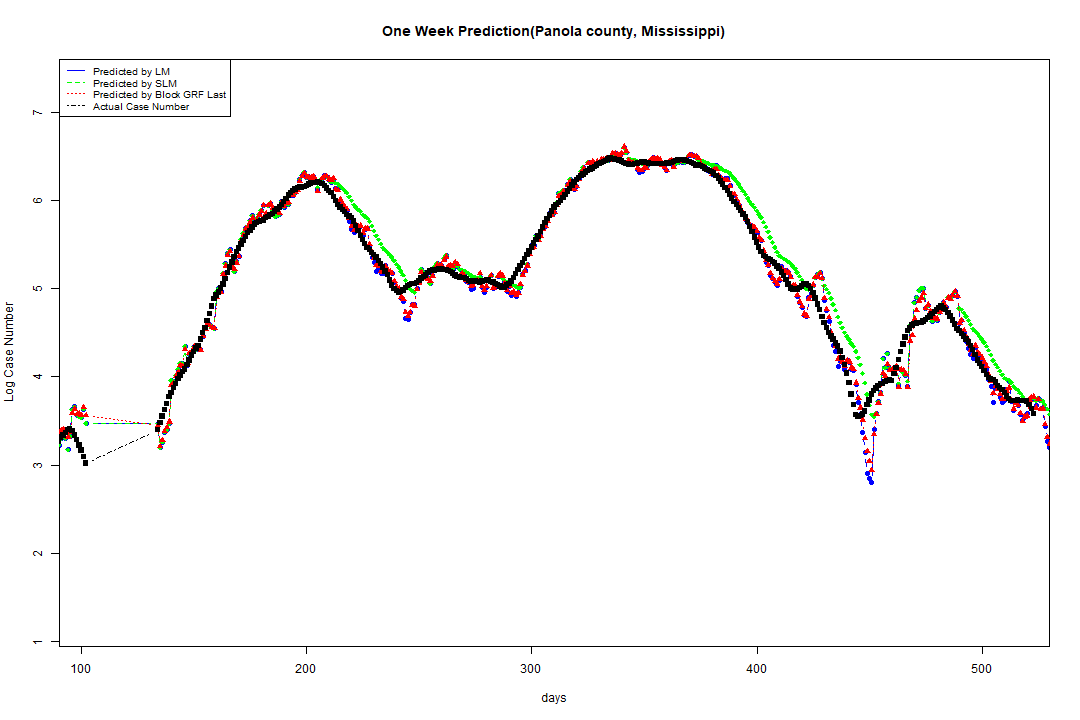 One Week Prediction(Panola county, Mississippi)
Predicted by LM
Predicted by SLM
Predicted by Block GRF Last
Actual Case Number
7
6
5
4
3
2
1
Log Case Number
100 200 300 400 500
days